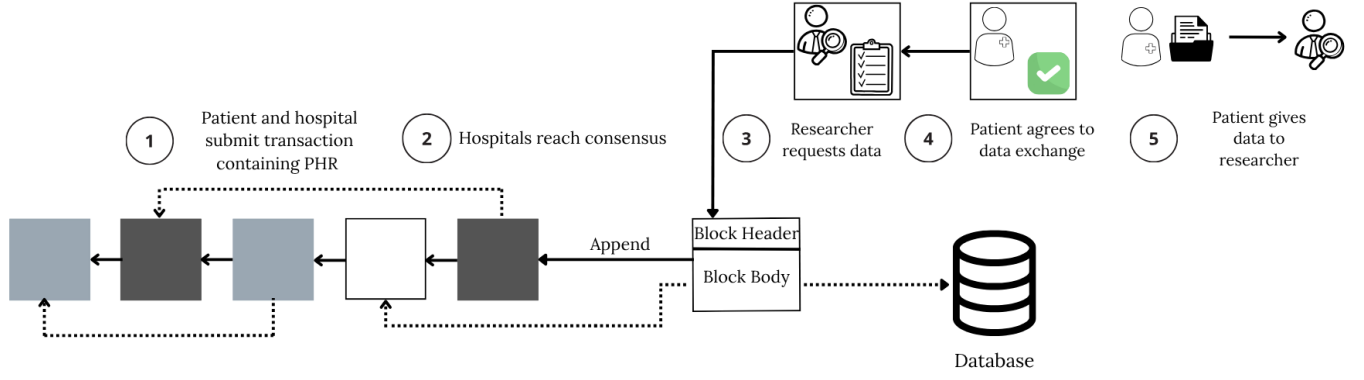 1
Patient and hospital
submit transaction
containing PHR
2
Hospitals reach consensus
3
Researcher
requests data
4
Patient agrees to
data exchange
5
Patient gives
data to
researcher
Append
Block Header
Block Body
Database